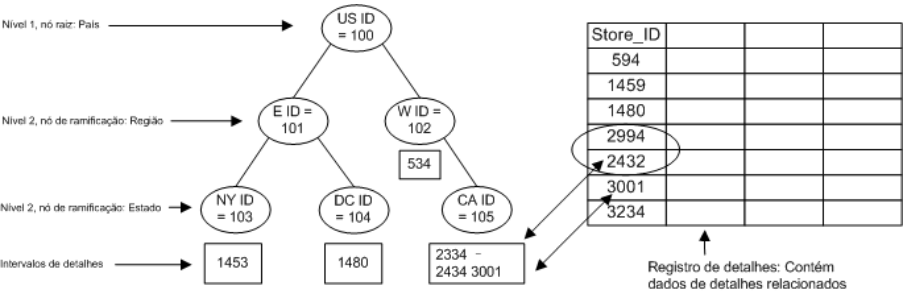 Nível 1, nó raiz: País
US ID
= 100
Nível 2, nó de ramificação: Região
E ID =
101
W ID =
102
534
Nível 2, nó de ramificação: Estado
NY ID
= 103
DC ID
= 104
CA ID
= 105
Intervalos de detalhes
1453
1480
2334 -
2434 3001
Store_ID
594
1459
1480
2994
2432
3001
3234
Registro de detalhes: Contém
dados de detalhes relacionados